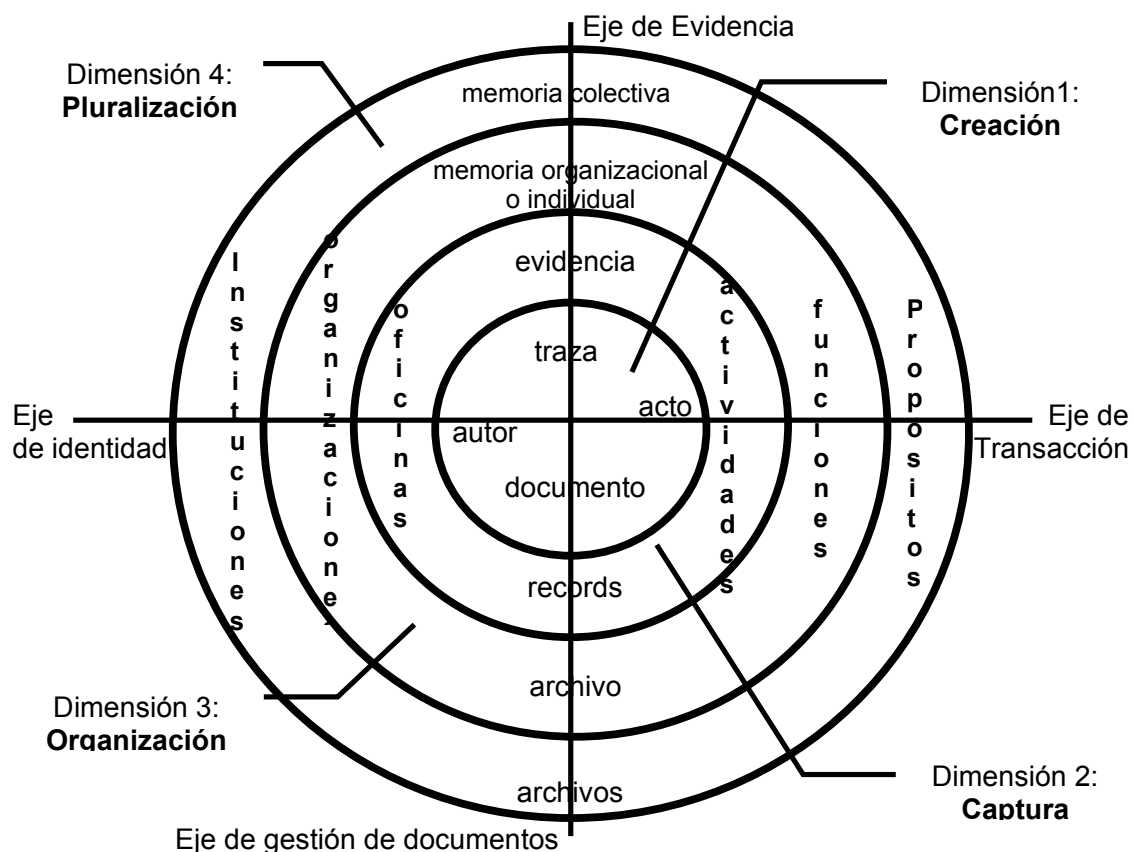 Eje de Evidencia
Dimensión 4:
Pluralización
Dimensión1:
Creación
memoria colectiva
memoria organizacional
o individual
evidencia
traza
acto
autor
documento
records
archivo
archivos
Instituciones
organizacione
oficinas
actividades
funciones
Propositos
Eje
de identidad
Eje de
Transacción
Dimensión 3:
Organización
Dimensión 2:
Captura
Eje de gestión de documentos